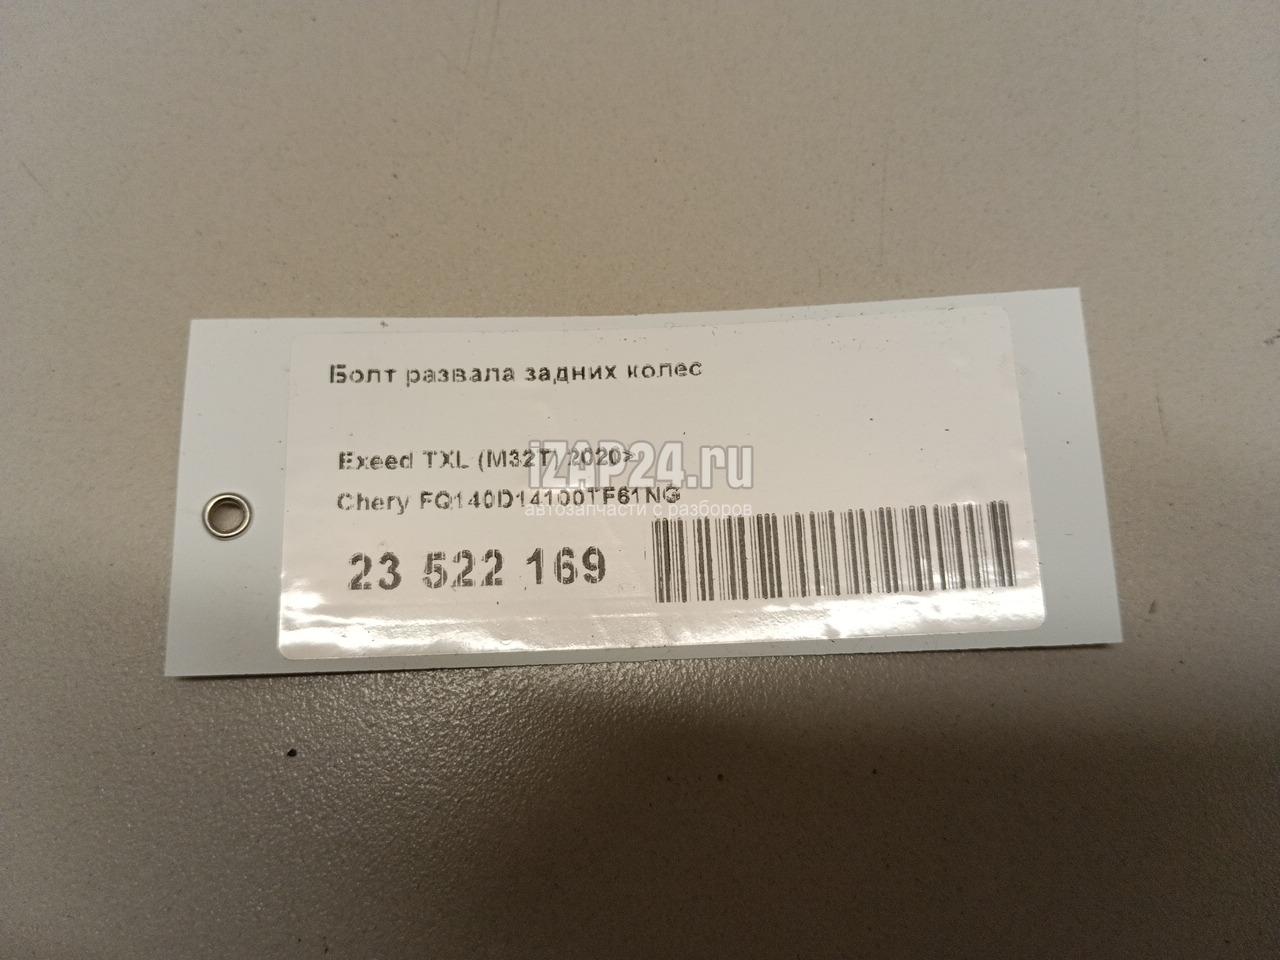 Болт развала задних колес
Exeed TXL (M32T) 2020>
iZAP24.ru
Chery FQ140D14100TF61NG
автозапчасти с разборов
23 522 169